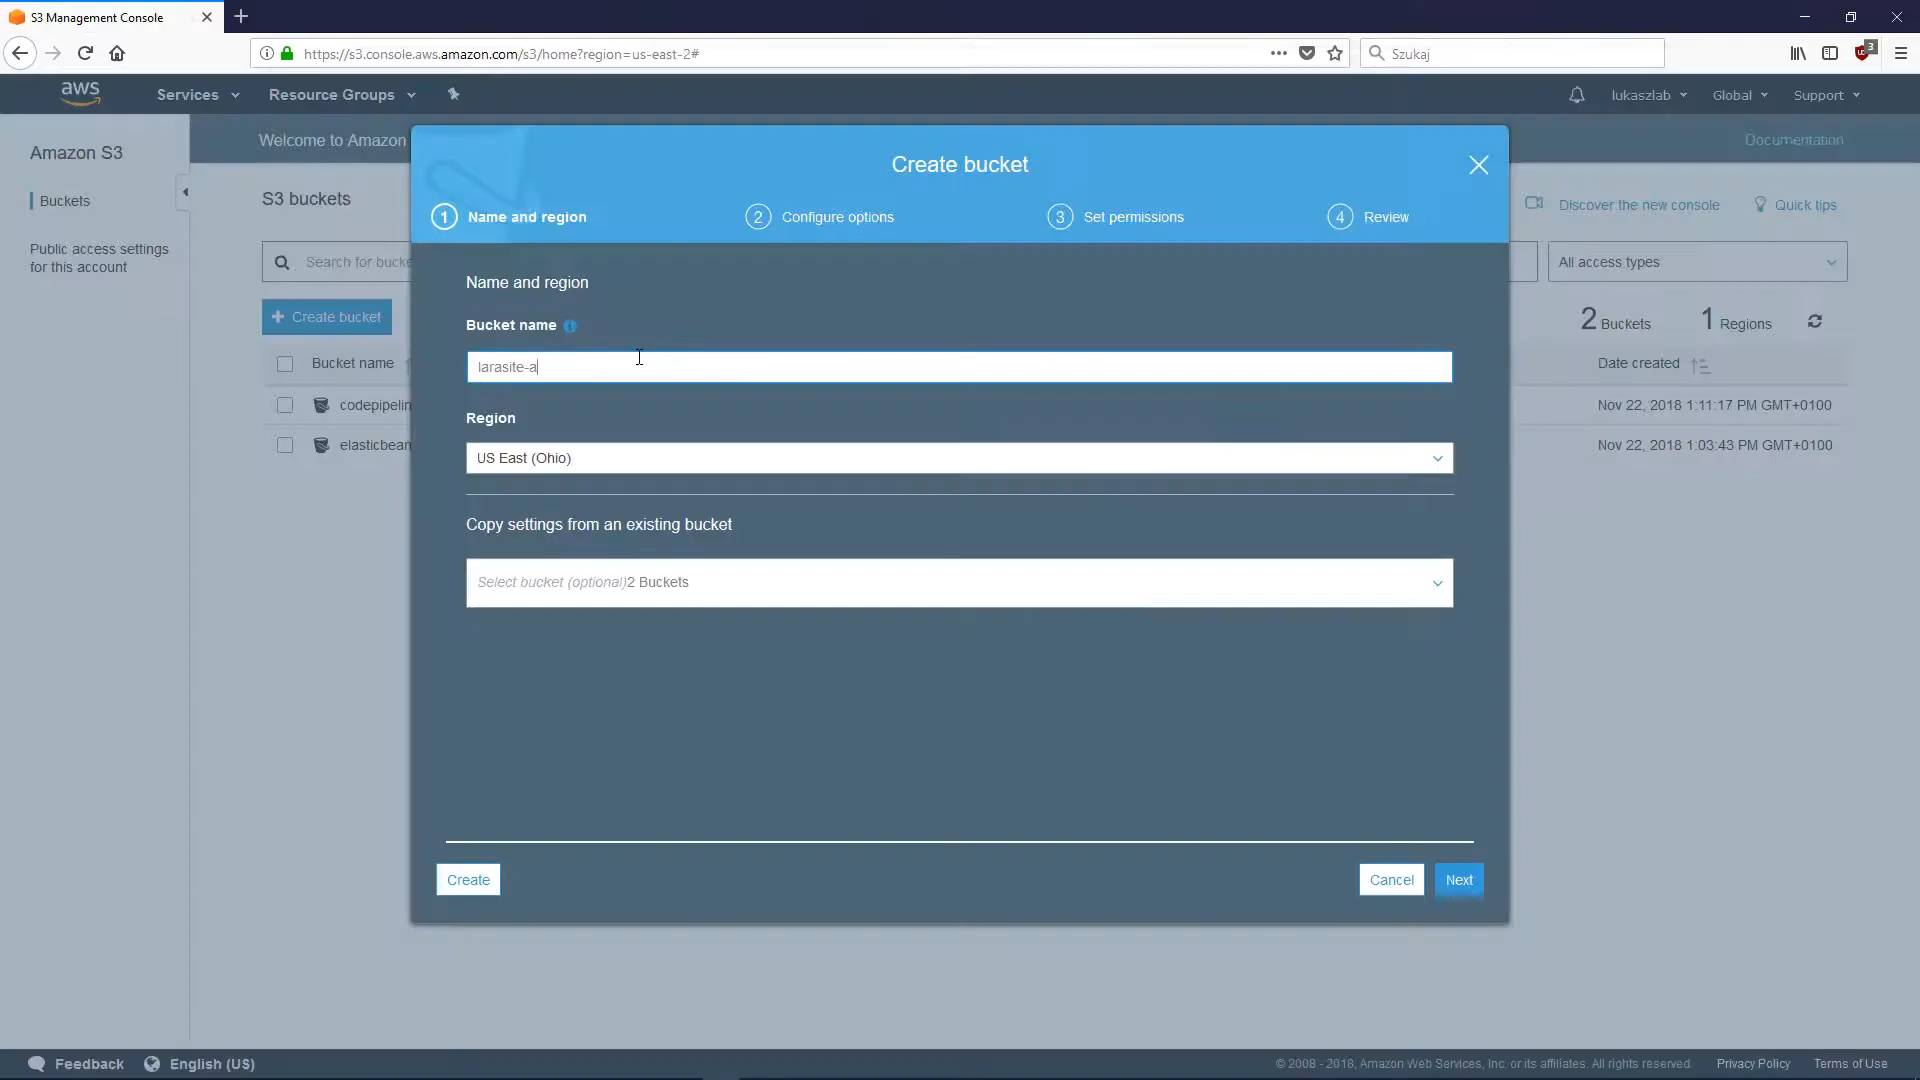 S3 Management Console
https://s3.console.aws.amazon.com/s3/home?region=us-east-2#
Szukaj
3
aws
Services
Resource Groups
lukaszlab
Global
Support
Amazon S3
Buckets
Public access settings
for this account
Welcome to Amazon
Documentation
S3 buckets
Discover the new console
Quick tips
Search for bucke
All access types
Create bucket
2 Buckets
1 Regions
Bucket name
Date created
codepipelin
Nov 22, 2018 1:11:17 PM GMT+0100
elasticbean
Nov 22, 2018 1:03:43 PM GMT+0100
Create bucket
1 Name and region
2 Configure options
3 Set permissions
4 Review
Name and region
Bucket name
larasite-a
Region
US East (Ohio)
Copy settings from an existing bucket
Select bucket (optional)2 Buckets
Create
Cancel
Next
Feedback
English (US)
© 2008 - 2018, Amazon Web Services, Inc. or its affiliates. All rights reserved.
Privacy Policy
Terms of Use